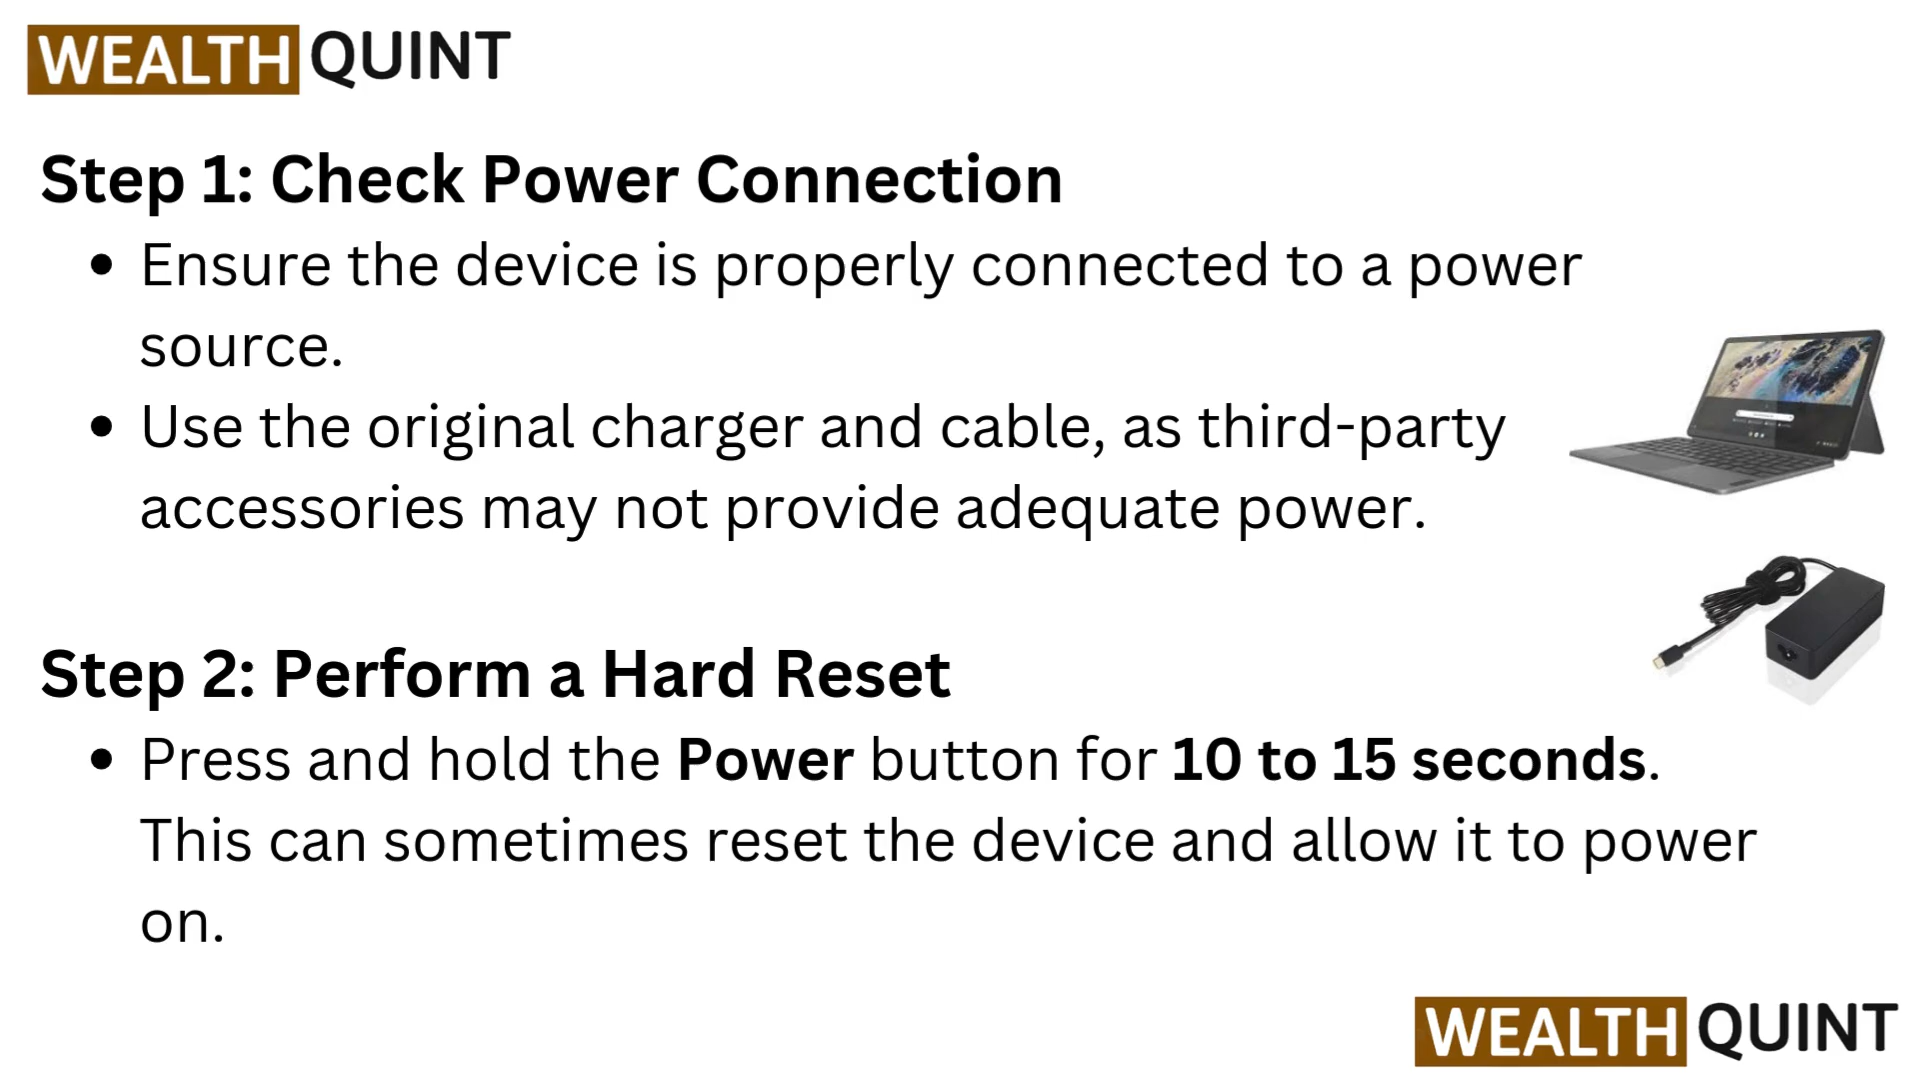 WEALTH QUINT
Step 1: Check Power Connection
• Ensure the device is properly connected to a power
source.
• Use the original charger and cable, as third-party
accessories may not provide adequate power.
Step 2: Perform a Hard Reset
• Press and hold the Power button for 10 to 15 seconds.
This can sometimes reset the device and allow it to power
on.
WEALTH QUINT